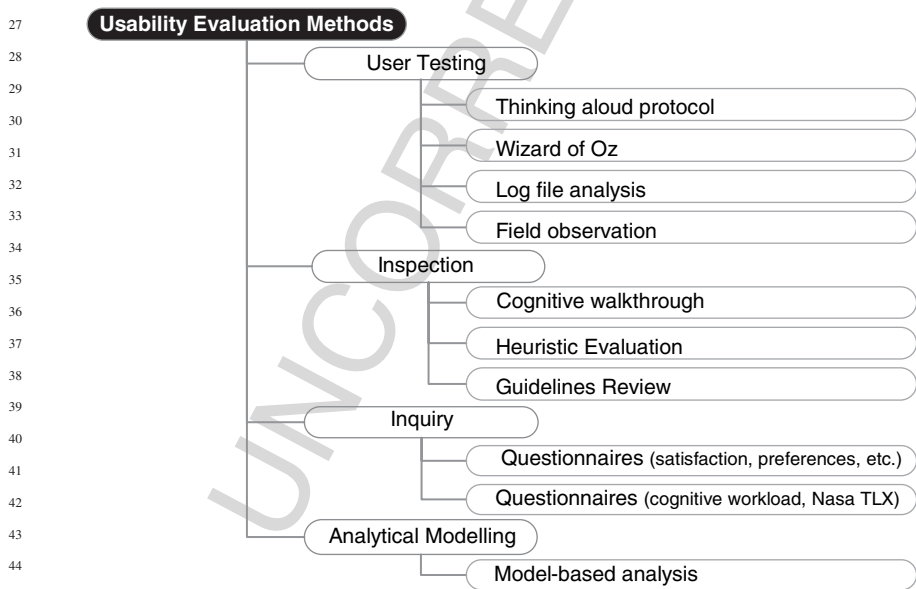 27
Usability Evaluation Methods
28
User Testing
29
Thinking aloud protocol
30
31
Wizard of Oz
32
Log file analysis
33
Field observation
34
35
Inspection
36
Cognitive walkthrough
37
Heuristic Evaluation
38
Guidelines Review
39
Inquiry
40
41
Questionnaires (satisfaction, preferences, etc.)
42
Questionnaires (cognitive workload, Nasa TLX)
43
Analytical Modelling
44
Model-based analysis
UNCORRE